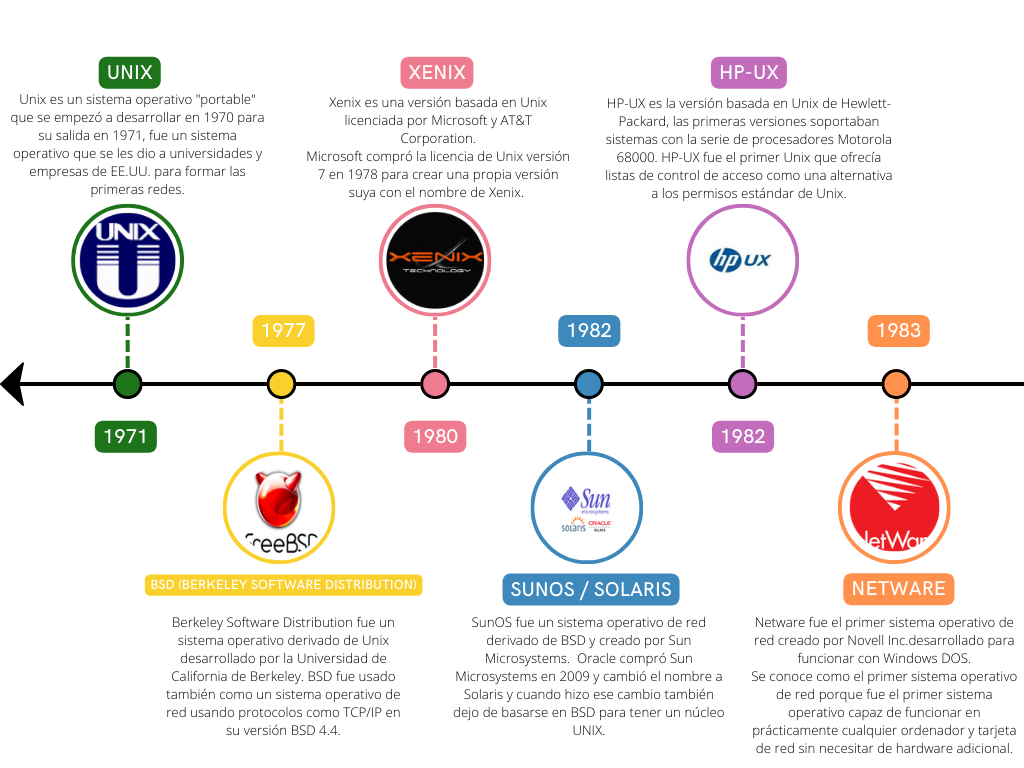 UNIX
Unix es un sistema operativo "portable"
que se empezó a desarrollar en 1970 para
su salida en 1971, fue un sistema
operativo que se les dio a universidades y
empresas de EE.UU. para formar las
primeras redes.
UNIX
1971
1977
FreeBSD
BSD (BERKELEY SOFTWARE DISTRIBUTION)
Berkeley Software Distribution fue un
sistema operativo derivado de Unix
desarrollado por la Universidad de
California de Berkeley. BSD fue usado
también como un sistema operativo de
red usando protocolos como TCP/IP en
su versión BSD 4.4.
XENIX
Xenix es una versión basada en Unix
licenciada por Microsoft y AT&T
Corporation.
Microsoft compró la licencia de Unix versión
7 en 1978 para crear una propia versión
suya con el nombre de Xenix.
XENIX
TECHNOLOGY
1980
1982
Sun
microsystems
solaris
ORACLE
SOLARIS
SUNOS / SOLARIS
SunOS fue un sistema operativo de red
derivado de BSD y creado por Sun
Microsystems. Oracle compró Sun
Microsystems en 2009 y cambió el nombre a
Solaris y cuando hizo ese cambio también
dejo de basarse en BSD para tener un núcleo
UNIX.
HP-UX
HP-UX es la versión basada en Unix de Hewlett-
Packard, las primeras versiones soportaban
sistemas con la serie de procesadores Motorola
68000. HP-UX fue el primer Unix que ofrecía
listas de control de acceso como una alternativa
a los permisos estándar de Unix.
hp UX
1982
1983
NetWare
NETWARE
Netware fue el primer sistema operativo de
red creado por Novell Inc.desarrollado para
funcionar con Windows DOS.
Se conoce como el primer sistema operativo
de red porque fue el primer sistema
operativo capaz de funcionar en
prácticamente cualquier ordenador y tarjeta
de red sin necesitar de hardware adicional.